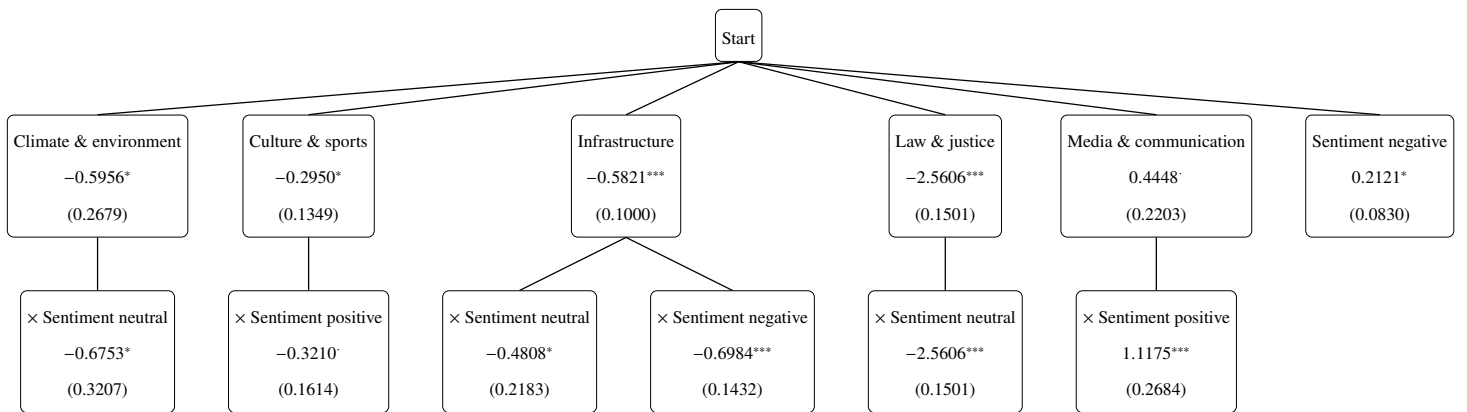 Start
Climate & environment
−0.5956*
(0.2679)
Culture & sports
−0.2950*
(0.1349)
Infrastructure
−0.5821***
(0.1000)
Law & justice
−2.5606***
(0.1501)
Media & communication
0.4448·
(0.2203)
Sentiment negative
0.2121*
(0.0830)
× Sentiment neutral
−0.6753*
(0.3207)
× Sentiment positive
−0.3210·
(0.1614)
× Sentiment neutral
−0.4808*
(0.2183)
× Sentiment negative
−0.6984***
(0.1432)
× Sentiment neutral
−2.5606***
(0.1501)
× Sentiment positive
1.1175***
(0.2684)